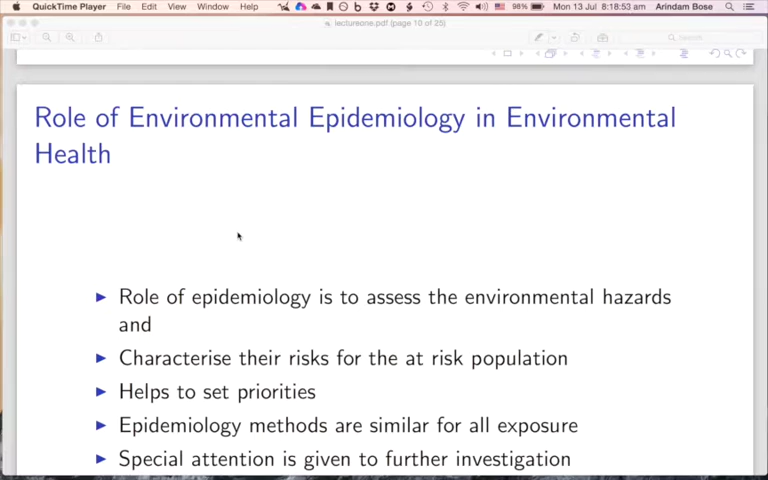 QuickTime Player File Edit View Window Help 98% Mon 13 Jul 8:18:53 am Arindam Bose
lectureone.pdf (page 10 of 25)
Search
Role of Environmental Epidemiology in Environmental
Health
Role of epidemiology is to assess the environmental hazards
and
Characterise their risks for the at risk population
Helps to set priorities
Epidemiology methods are similar for all exposure
Special attention is given to further investigation